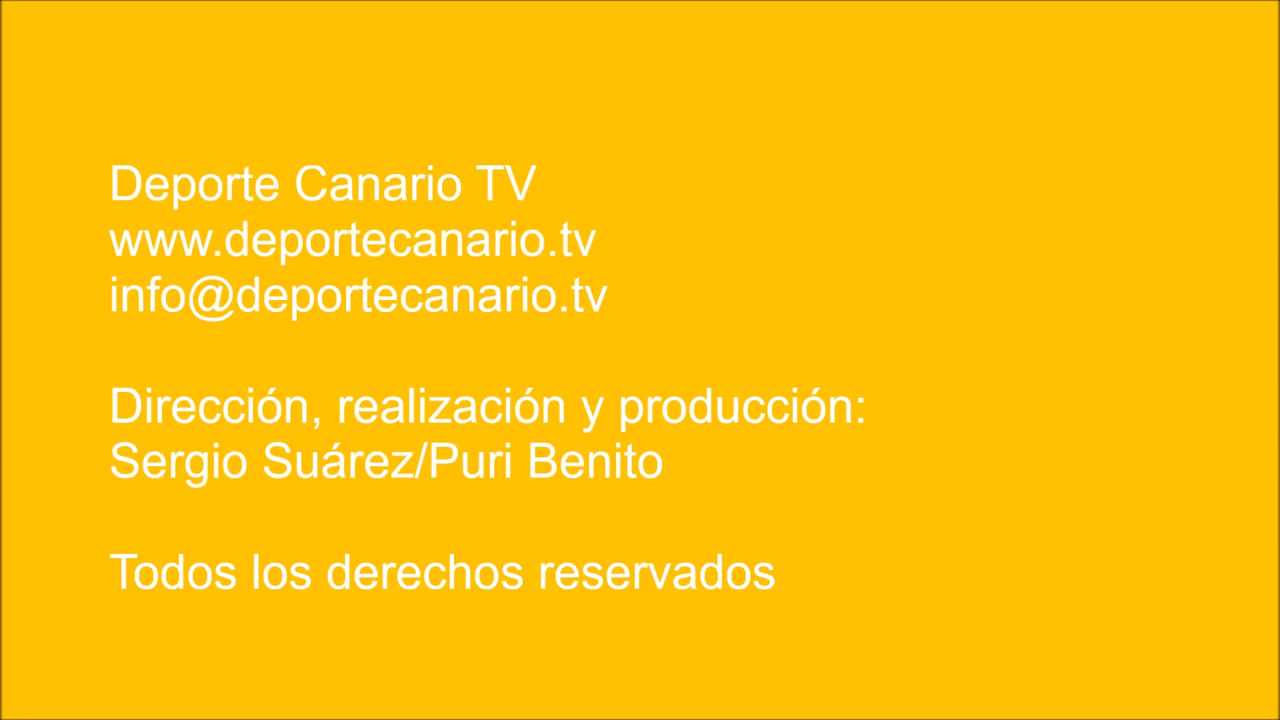 Deporte Canario TV
www.deportecanario.tv
info@deportecanario.tv
Dirección, realización y producción:
Sergio Suárez/Puri Benito
Todos los derechos reservados